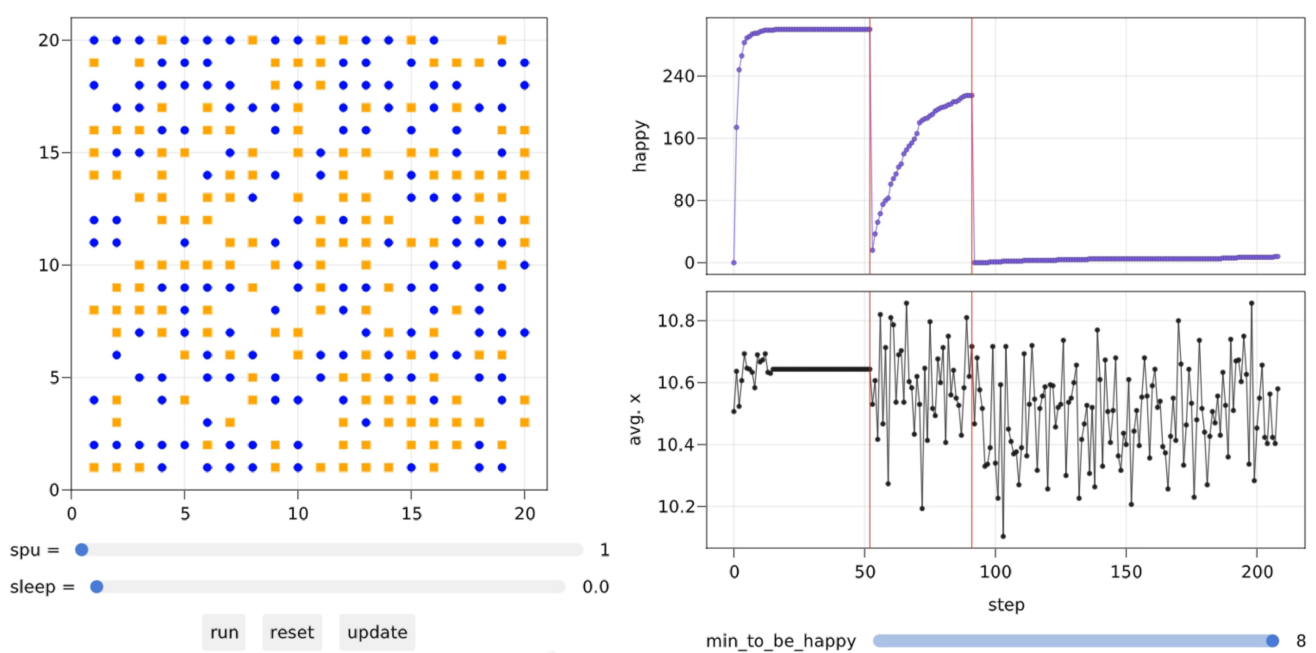 20
15
10
5
0
0 5 10 15 20
spu = 1
sleep = 0.0
run reset update
happy
240
160
80
0
avg. x
10.8
10.6
10.4
10.2
0 50 100 150 200
step
min_to_be_happy 8